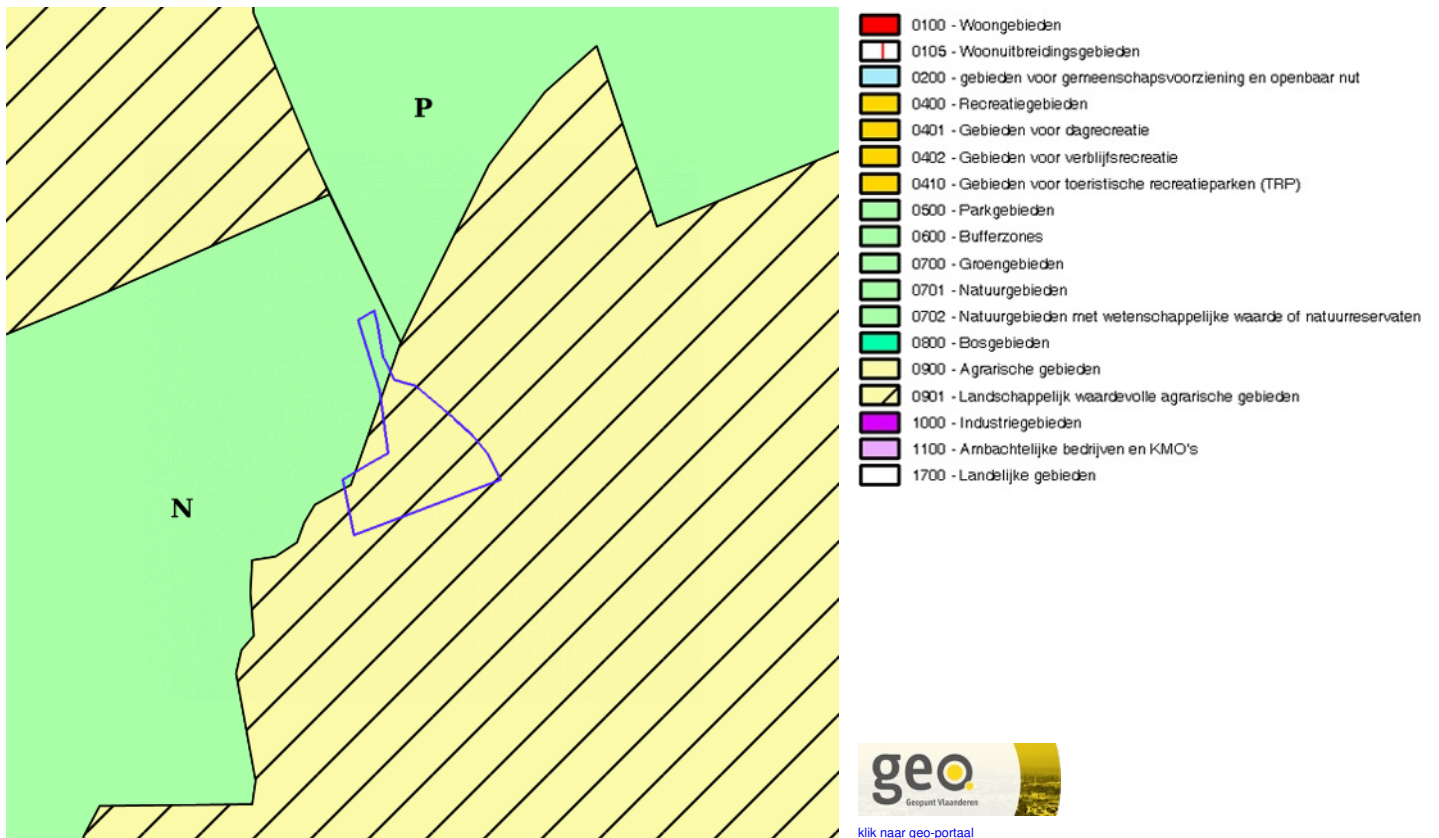 P
N
0100 - Woongebieden
0105 - Woonuitbreidingsgebieden
0200 - gebieden voor gemeenschapsvoorziening en openbaar nut
0400 - Recreatiegebieden
0401 - Gebieden voor dagrecreatie
0402 - Gebieden voor verblijfsrecreatie
0410 - Gebieden voor toeristische recreatieparken (TRP)
0500 - Parkgebieden
0600 - Bufferzones
0700 - Groengebieden
0701 - Natuurgebieden
0702 - Natuurgebieden met wetenschappelijke waarde of natuurreservaten
0800 - Bosgebieden
0900 - Agrarische gebieden
0901 - Landschappelijk waardevolle agrarische gebieden
1000 - Industriegebieden
1100 - Ambachtelijke bedrijven en KMO's
1700 - Landelijke gebieden
geo.
Geopunt Vlaanderen
klik naar geo-portaal